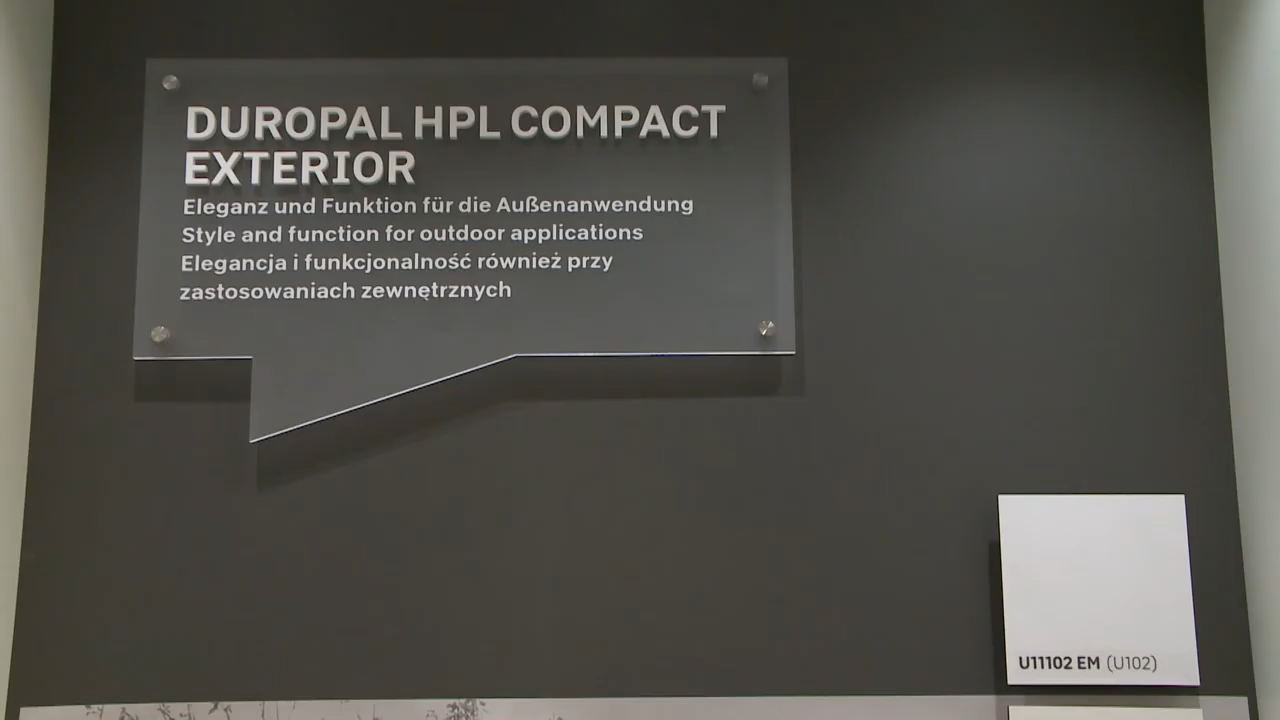 DUROPAL HPL COMPACT
EXTERIOR
Eleganz und Funktion für die Außenanwendung
Style and function for outdoor applications
Elegancja i funkcjonalność również przy
zastosowaniach zewnętrznych
U11102 EM (U102)